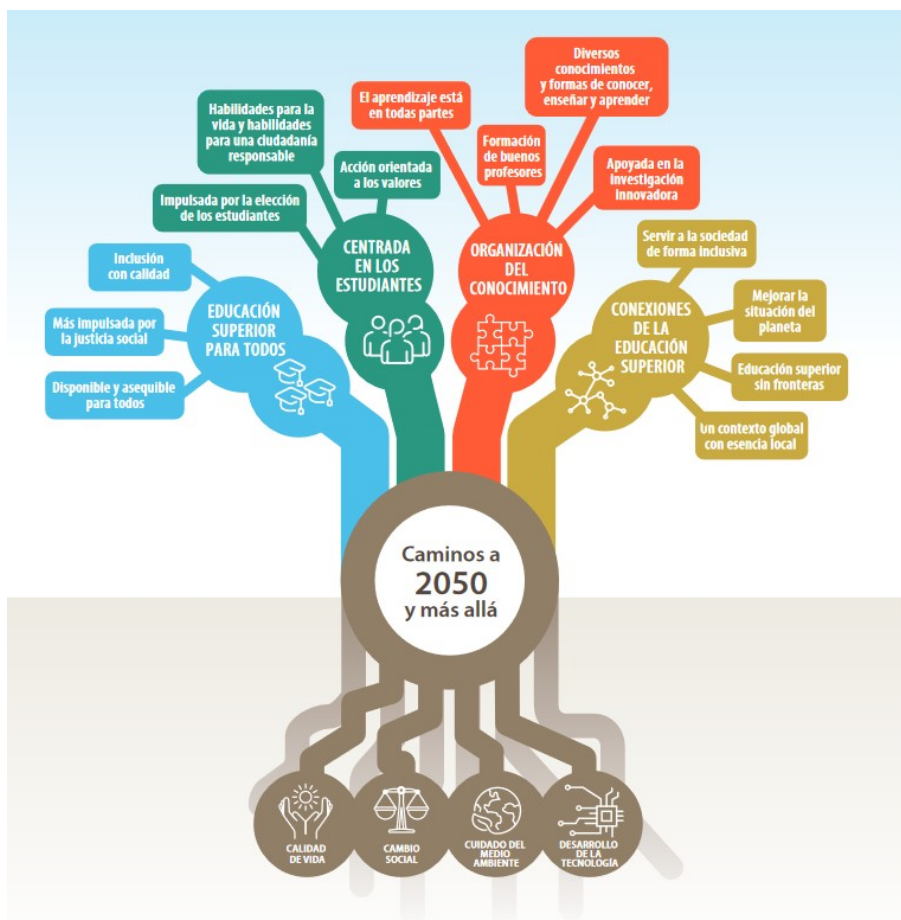 Inclusión
con calidad
Más impulsada por
la justicia social
Disponible y asequible
para todos
EDUCACIÓN
SUPERIOR
PARA TODOS
Habilidades para la
vida y habilidades
para una ciudadanía
responsable
Impulsada por la elección
de los estudiantes
Acción orientada
a los valores
CENTRADA
EN LOS
ESTUDIANTES
El aprendizaje está
en todas partes
Formación
de buenos
profesores
Diversos
conocimientos
y formas de conocer,
enseñar y aprender
Apoyada en la
investigación
innovadora
ORGANIZACIÓN
DEL
CONOCIMIENTO
Servir a la sociedad
de forma inclusiva
Mejorar la
situación del
planeta
Educación superior
sin fronteras
Un contexto global
con esencia local
CONEXIONES
DE LA
EDUCACIÓN
SUPERIOR
Caminos a
2050
y más allá
CALIDAD
DE VIDA
CAMBIO
SOCIAL
CUIDADO DEL
MEDIO
AMBIENTE
DESARROLLO
DE LA
TECNOLOGÍA